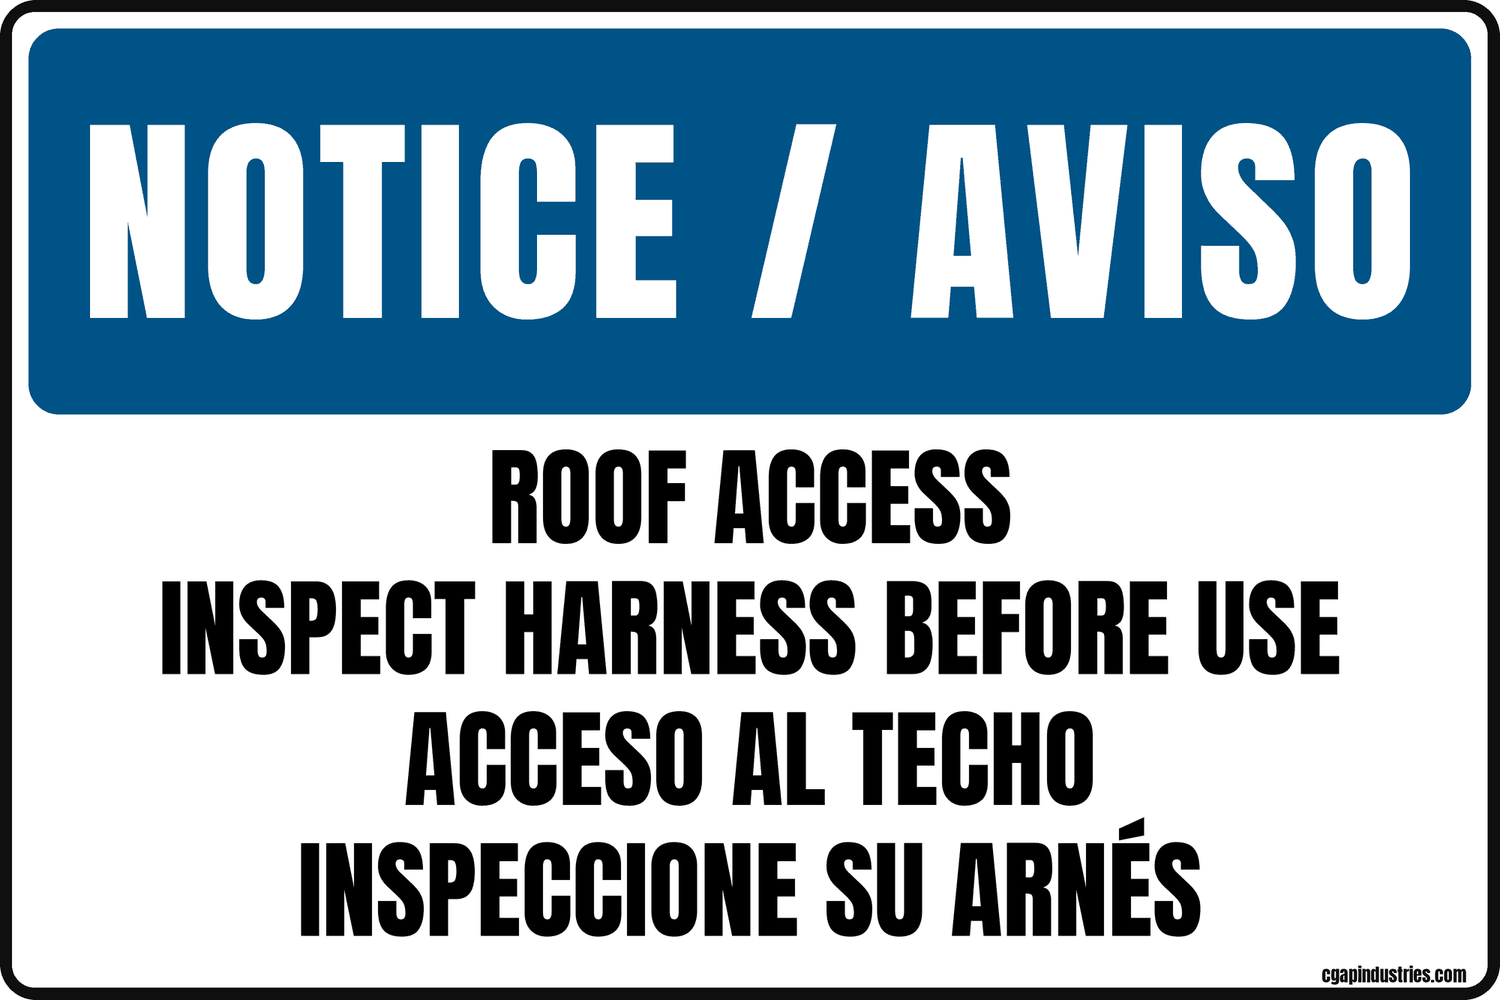 NOTICE / AVISO
ROOF ACCESS
INSPECT HARNESS BEFORE USE
ACCESO AL TECHO
INSPECCIONE SU ARNÉS
cgapindustries.com